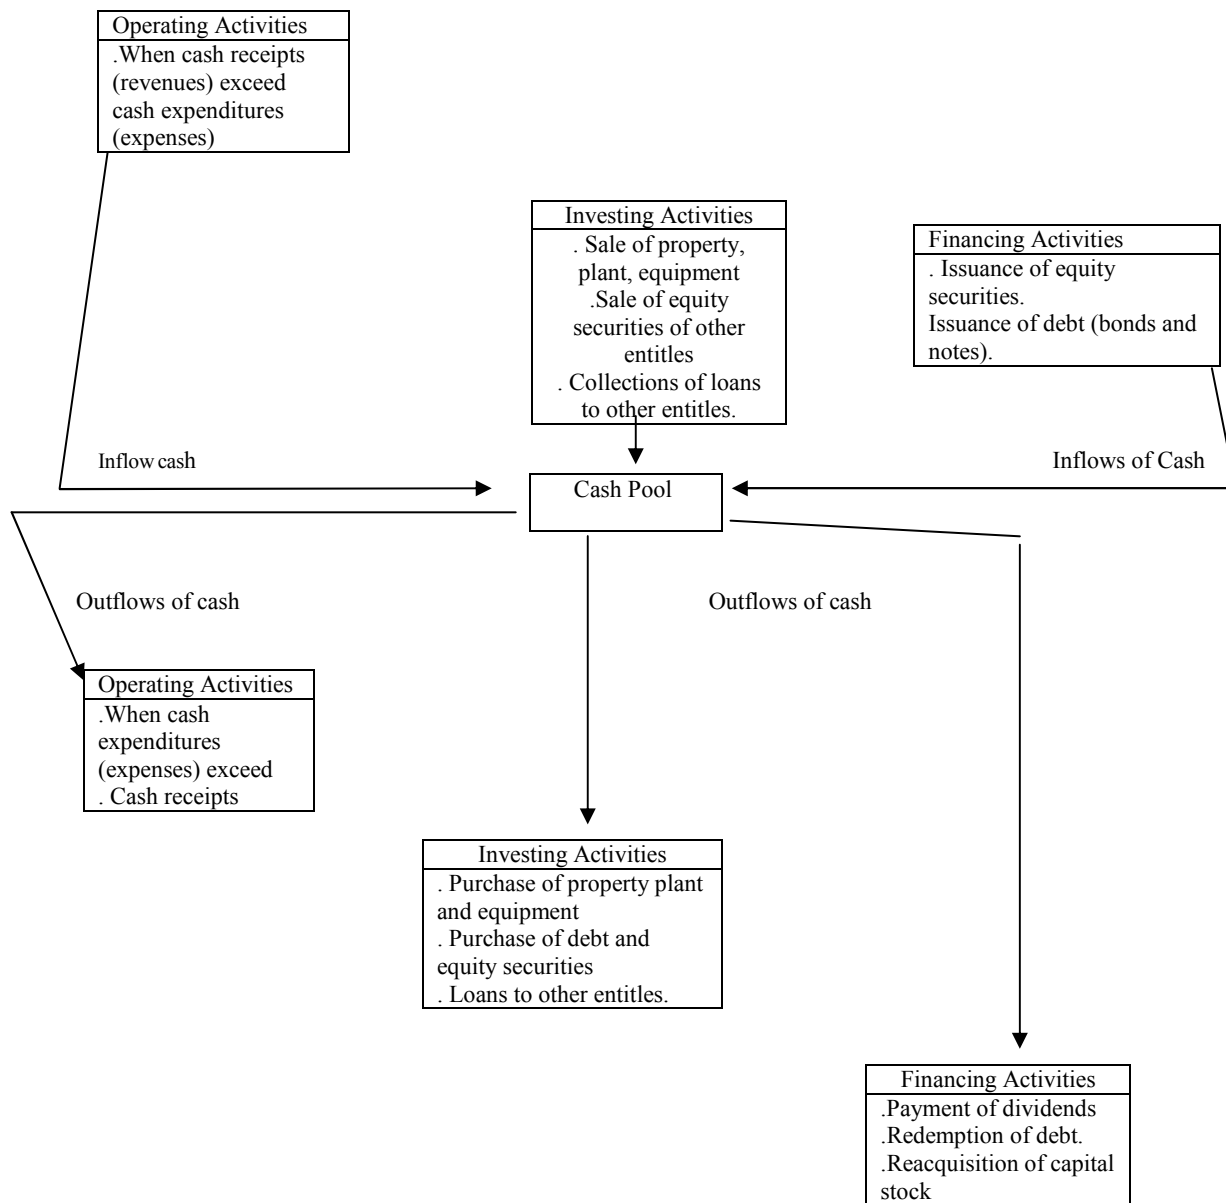 Operating Activities
.When cash receipts
(revenues) exceed
cash expenditures
(expenses)
Investing Activities
. Sale of property,
plant, equipment
.Sale of equity
securities of other
entitles
. Collections of loans
to other entitles.
Financing Activities
. Issuance of equity
securities.
Issuance of debt (bonds and
notes).
Inflow cash
Inflows of Cash
Cash Pool
Outflows of cash
Outflows of cash
Operating Activities
.When cash
expenditures
(expenses) exceed
. Cash receipts
Investing Activities
. Purchase of property plant
and equipment
. Purchase of debt and
equity securities
. Loans to other entitles.
Financing Activities
.Payment of dividends
.Redemption of debt.
.Reacquisition of capital
stock